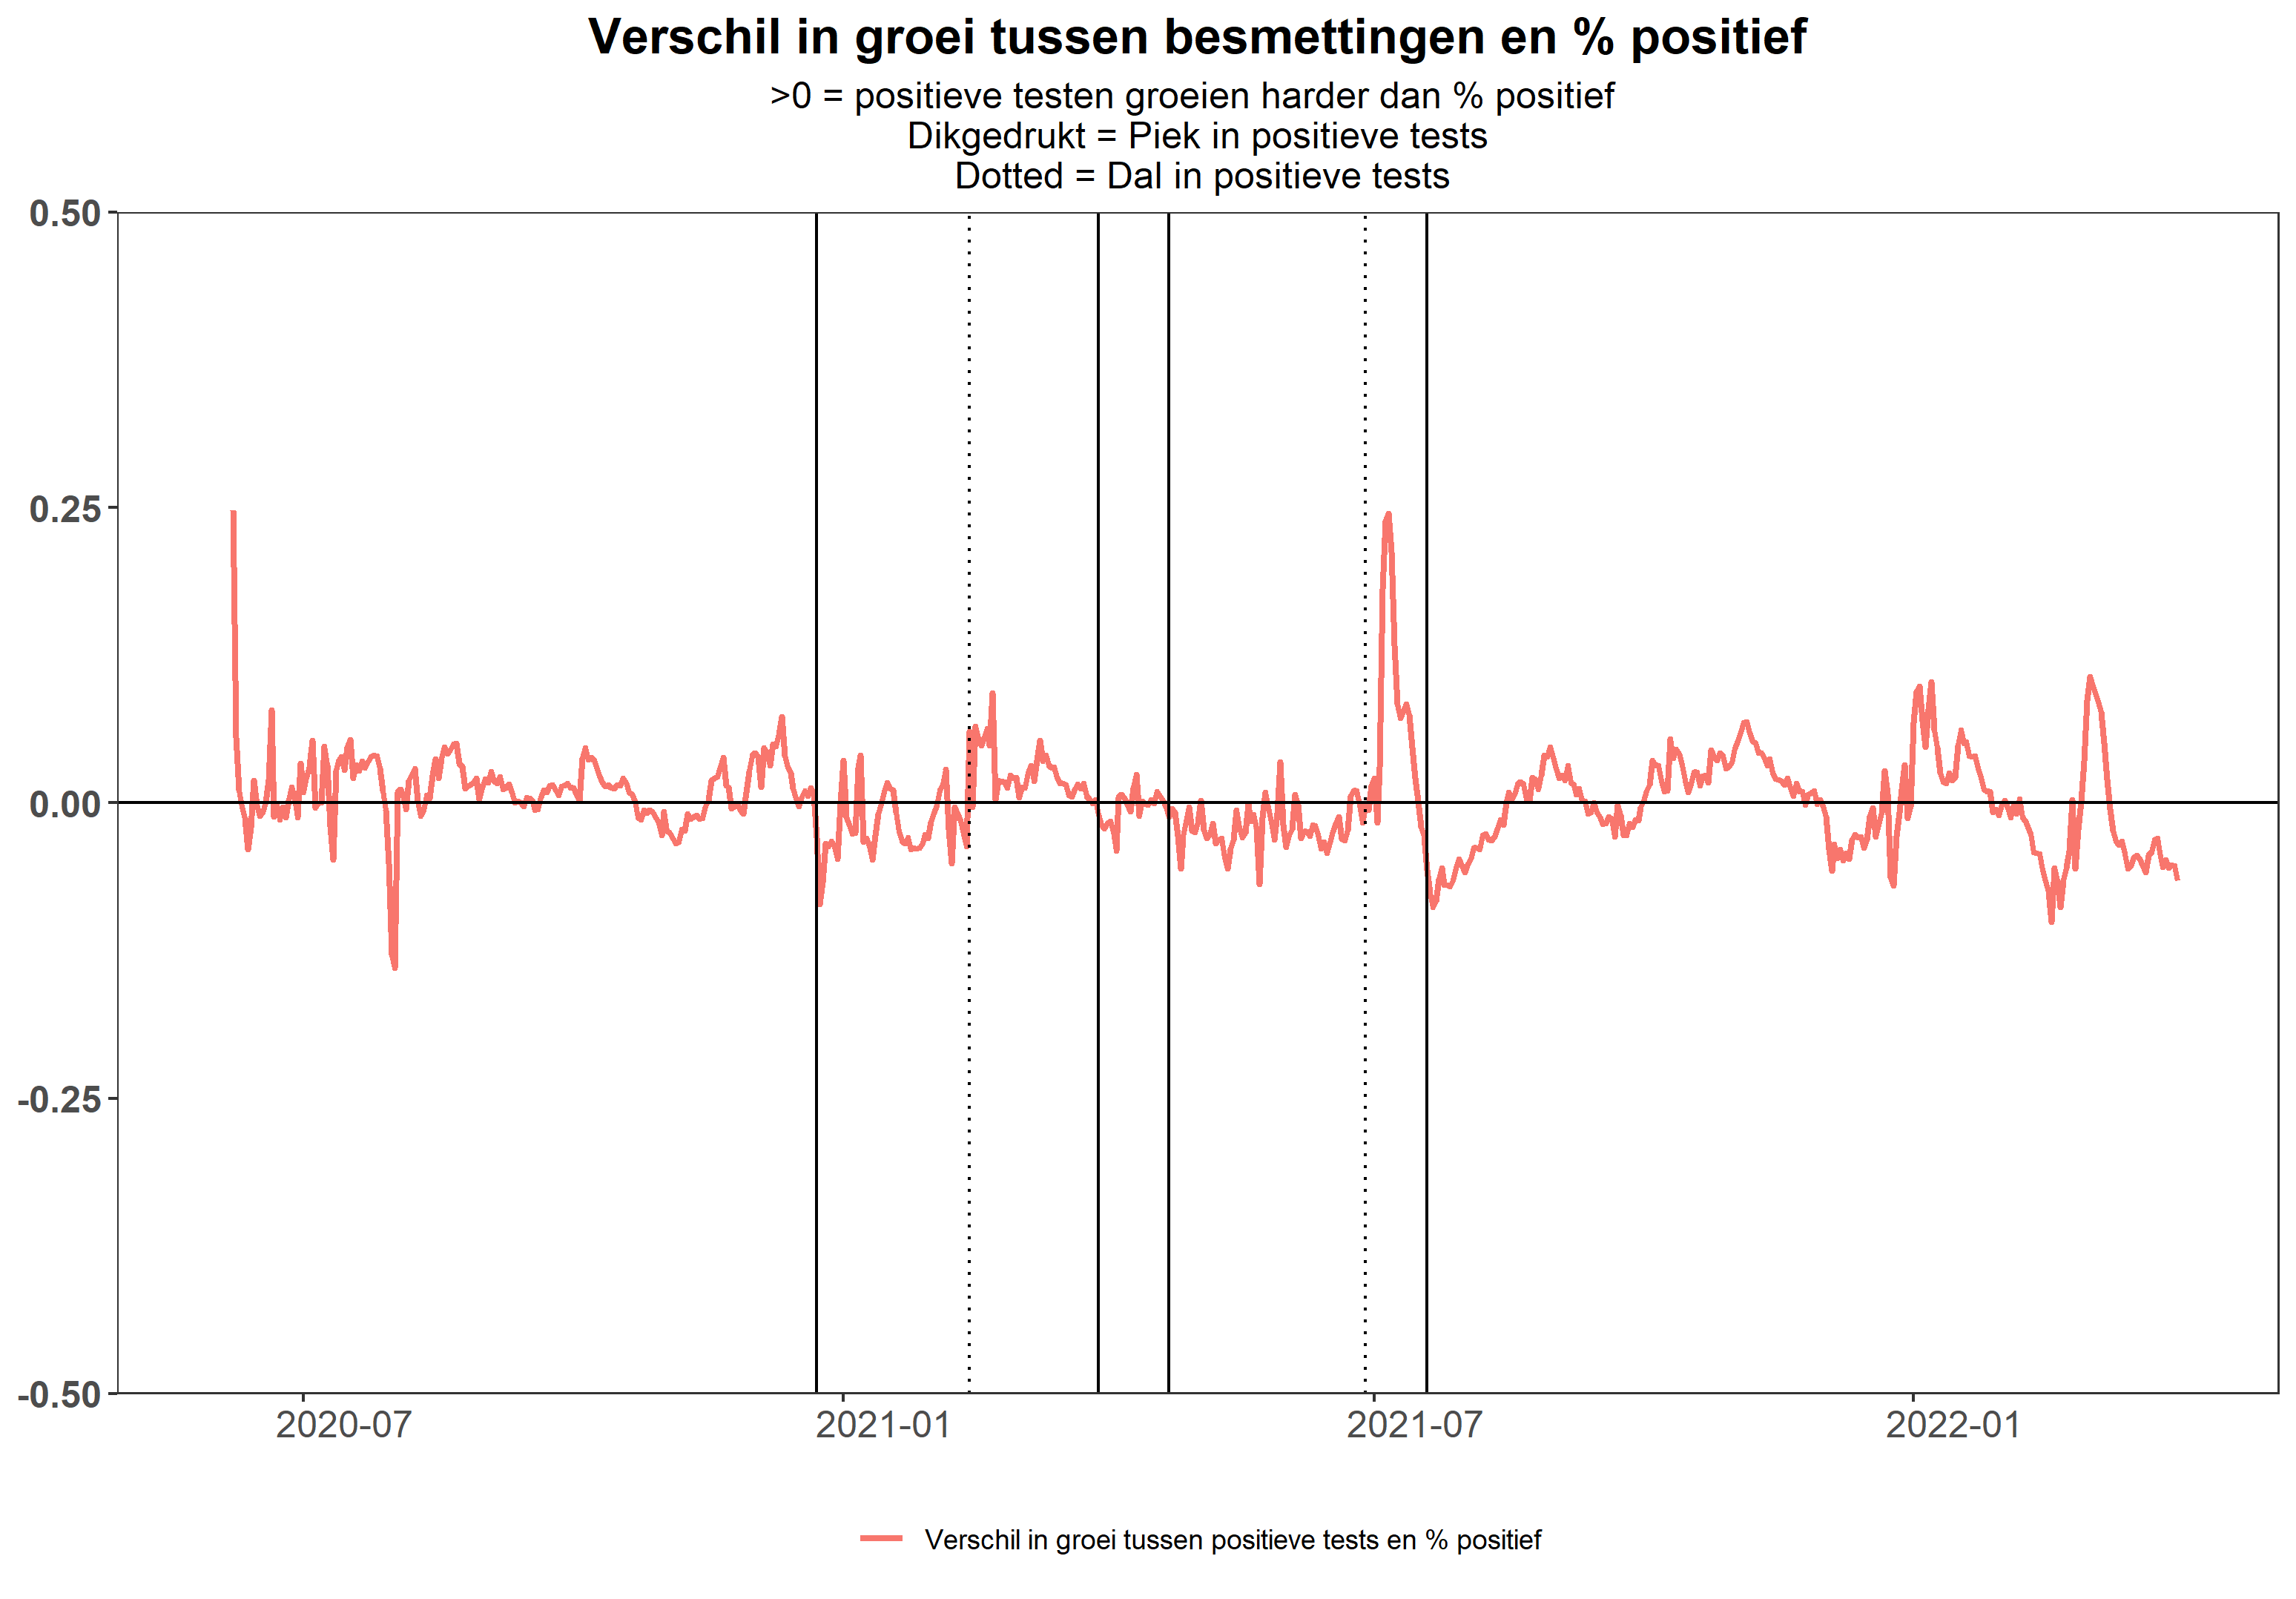 Verschil in groei tussen besmettingen en % positief
>0 = positieve testen groeien harder dan % positief
Dikgedrukt = Piek in positieve tests
Dotted = Dal in positieve tests
0.50
0.25
0.00
-0.25
-0.50
2020-07 2021-01 2021-07 2022-01
Verschil in groei tussen positieve tests en % positief